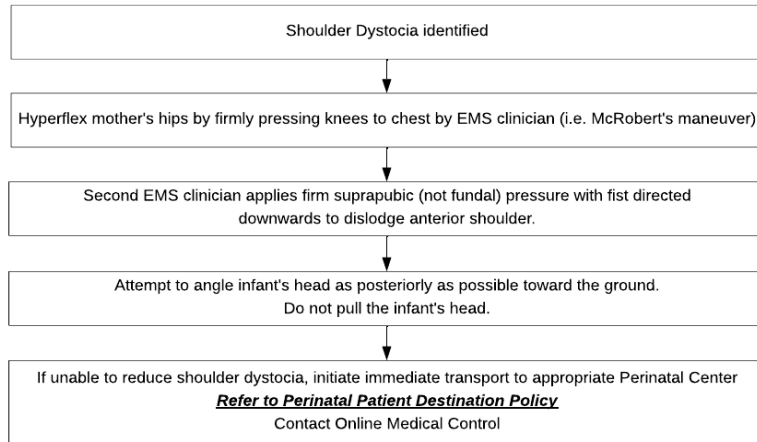 Shoulder Dystocia identified
Hyperflex mother's hips by firmly pressing knees to chest by EMS clinician (i.e. McRobert's maneuver)
Second EMS clinician applies firm suprapubic (not fundal) pressure with fist directed
downwards to dislodge anterior shoulder.
Attempt to angle infant's head as posteriorly as possible toward the ground.
Do not pull the infant's head.
If unable to reduce shoulder dystocia, initiate immediate transport to appropriate Perinatal Center
Refer to Perinatal Patient Destination Policy
Contact Online Medical Control